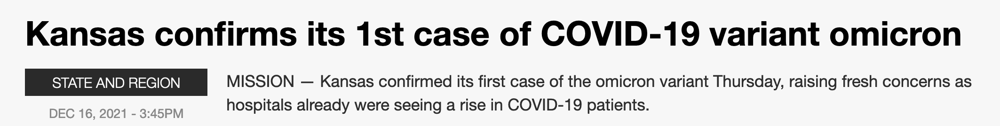 Kansas confirms its 1st case of COVID-19 variant omicron
STATE AND REGION
DEC 16, 2021 - 3:45PM
MISSION — Kansas confirmed its first case of the omicron variant Thursday, raising fresh concerns as
hospitals already were seeing a rise in COVID-19 patients.